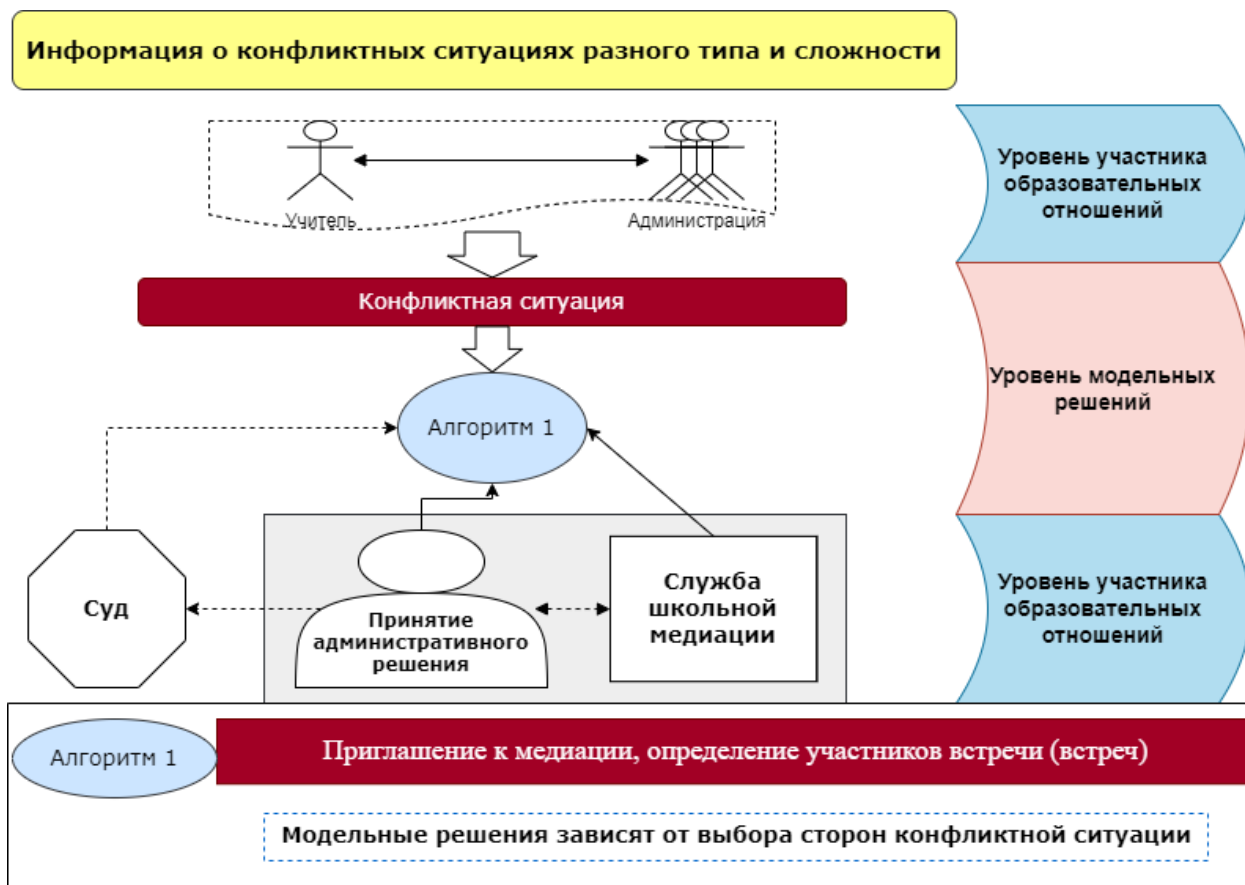 Информация о конфликтных ситуациях разного типа и сложности
Учитель
Администрация
Уровень участника
образовательных
отношений
Конфликтная ситуация
Уровень модельных
решений
Алгоритм 1
Суд
Принятие
административного
решения
Служба
школьной
медиации
Уровень участника
образовательных
отношений
Алгоритм 1
Приглашение к медиации, определение участников встречи (встреч)
Модельные решения зависят от выбора сторон конфликтной ситуации